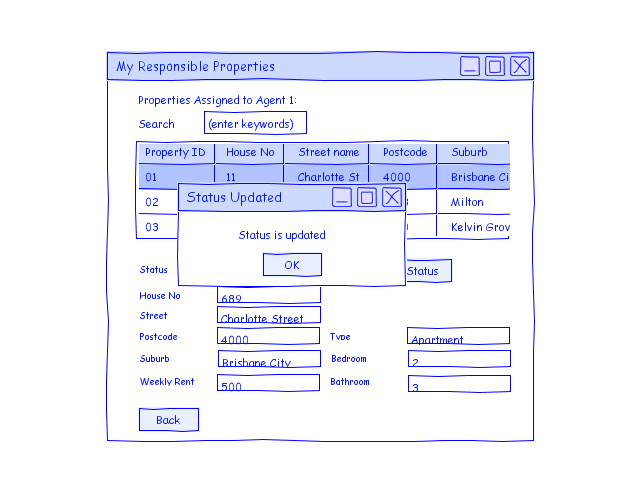 My Responsible Properties
Properties Assigned to Agent 1:
Search (enter keywords)
Property ID House No Street name Postcode Suburb
01 11 Charlotte St 4000 Brisbane Ci
02 Milton
03 Kelvin Grov
Status Updated
Status is updated
OK
Status Status
House No 689
Street Charlotte Street
Postcode 4000 Type Apartment
Suburb Brisbane City Bedroom 2
Weekly Rent 500 Bathroom 3
Back